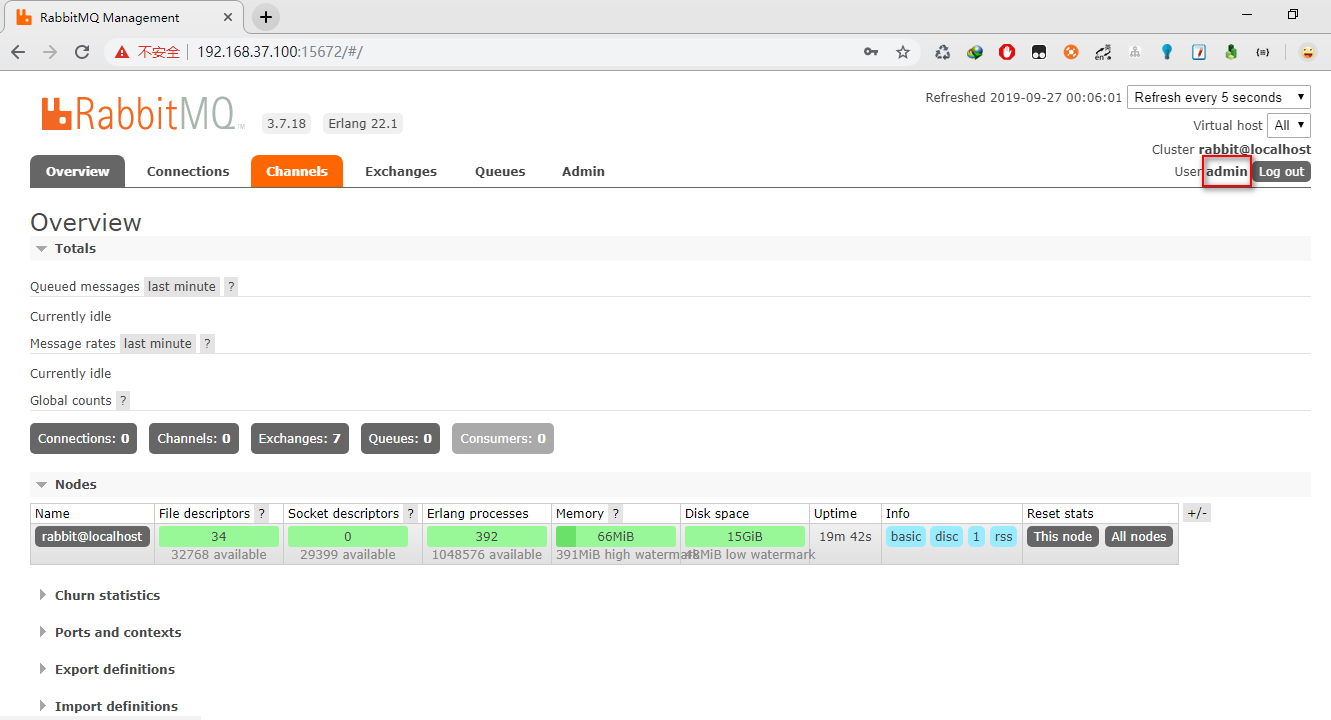 RabbitMQ Management
不安全 192.168.37.100:15672/#/
RabbitMQ TM 3.7.18 Erlang 22.1
Refreshed 2019-09-27 00:06:01 Refresh every 5 seconds
Virtual host All
Cluster rabbit@localhost
User admin Log out
Overview Connections Channels Exchanges Queues Admin
Overview
Totals
Queued messages last minute ?
Currently idle
Message rates last minute ?
Currently idle
Global counts ?
Connections: 0 Channels: 0 Exchanges: 7 Queues: 0 Consumers: 0
Nodes
Name File descriptors ? Socket descriptors ? Erlang processes Memory ? Disk space Uptime Info Reset stats +/-
rabbit@localhost 34 0 392 66MiB 15GiB 19m 42s basic disc 1 rss This node All nodes
32768 available 29399 available 1048576 available 391MiB high watermark 48MiB low watermark
Churn statistics
Ports and contexts
Export definitions
Import definitions